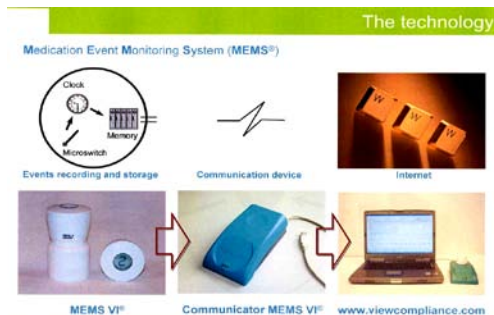 The technology
Medication Event Monitoring System (MEMS®)
Clock
Memory
Microswitch
W W W
Events recording and storage
Communication device
Internet
MEMS VI®
Communicator MEMS VI®
www.viewcompliance.com